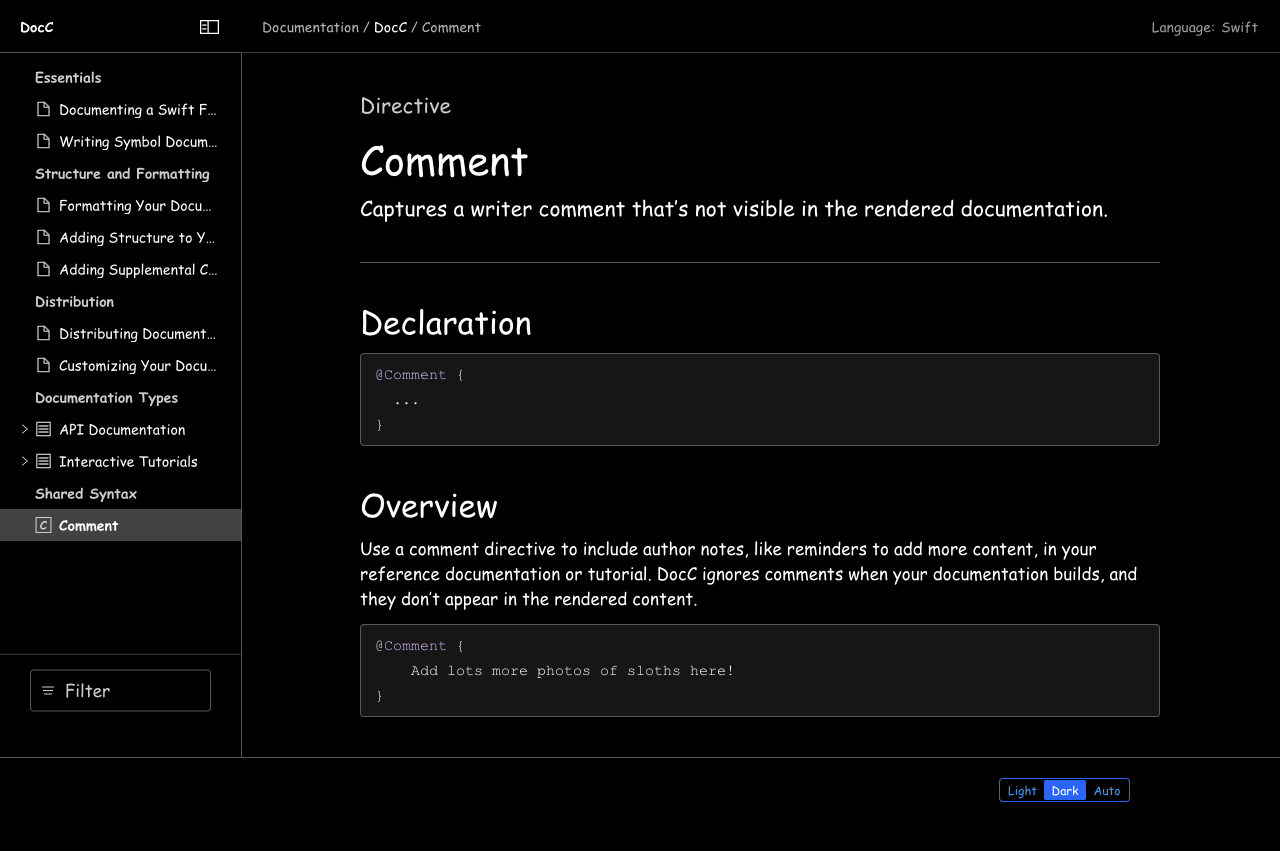 DocC
Documentation / DocC / Comment
Language: Swift
Essentials
Documenting a Swift F...
Writing Symbol Docum...
Structure and Formatting
Formatting Your Docu...
Adding Structure to Y...
Adding Supplemental C...
Distribution
Distributing Document...
Customizing Your Docu...
Documentation Types
API Documentation
Interactive Tutorials
Shared Syntax
C Comment
Filter
Directive
Comment
Captures a writer comment that's not visible in the rendered documentation.
Declaration
@Comment {
  ...
}
Overview
Use a comment directive to include author notes, like reminders to add more content, in your
reference documentation or tutorial. DocC ignores comments when your documentation builds, and
they don't appear in the rendered content.
@Comment {
    Add lots more photos of sloths here!
}
Light Dark Auto